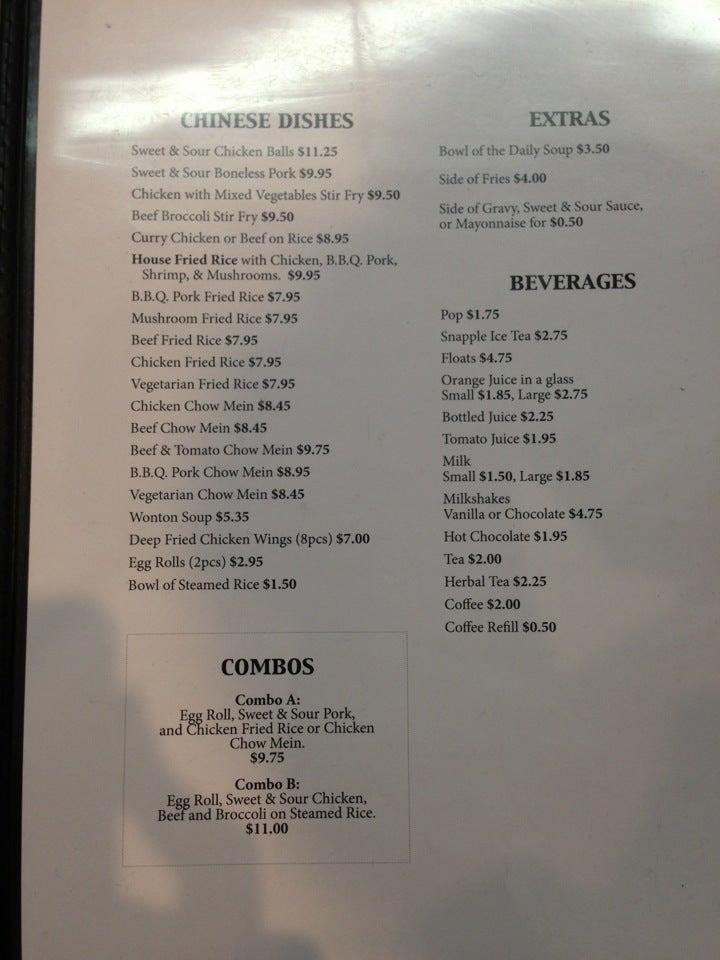 CHINESE DISHES
Sweet & Sour Chicken Balls $11.25
Sweet & Sour Boneless Pork $9.95
Chicken with Mixed Vegetables Stir Fry $9.50
Beef Broccoli Stir Fry $9.50
Curry Chicken or Beef on Rice $8.95
House Fried Rice with Chicken, B.B.Q. Pork,
Shrimp, & Mushrooms. $9.95
B.B.Q. Pork Fried Rice $7.95
Mushroom Fried Rice $7.95
Beef Fried Rice $7.95
Chicken Fried Rice $7.95
Vegetarian Fried Rice $7.95
Chicken Chow Mein $8.45
Beef Chow Mein $8.45
Beef & Tomato Chow Mein $9.75
B.B.Q. Pork Chow Mein $8.95
Vegetarian Chow Mein $8.45
Wonton Soup $5.35
Deep Fried Chicken Wings (8pcs) $7.00
Egg Rolls (2pcs) $2.95
Bowl of Steamed Rice $1.50
COMBOS
Combo A:
Egg Roll, Sweet & Sour Pork,
and Chicken Fried Rice or Chicken
Chow Mein.
$9.75
Combo B:
Egg Roll, Sweet & Sour Chicken,
Beef and Broccoli on Steamed Rice.
$11.00
EXTRAS
Bowl of the Daily Soup $3.50
Side of Fries $4.00
Side of Gravy, Sweet & Sour Sauce,
or Mayonnaise for $0.50
BEVERAGES
Pop $1.75
Snapple Ice Tea $2.75
Floats $4.75
Orange Juice in a glass
Small $1.85, Large $2.75
Bottled Juice $2.25
Tomato Juice $1.95
Milk
Small $1.50, Large $1.85
Milkshakes
Vanilla or Chocolate $4.75
Hot Chocolate $1.95
Tea $2.00
Herbal Tea $2.25
Coffee $2.00
Coffee Refill $0.50